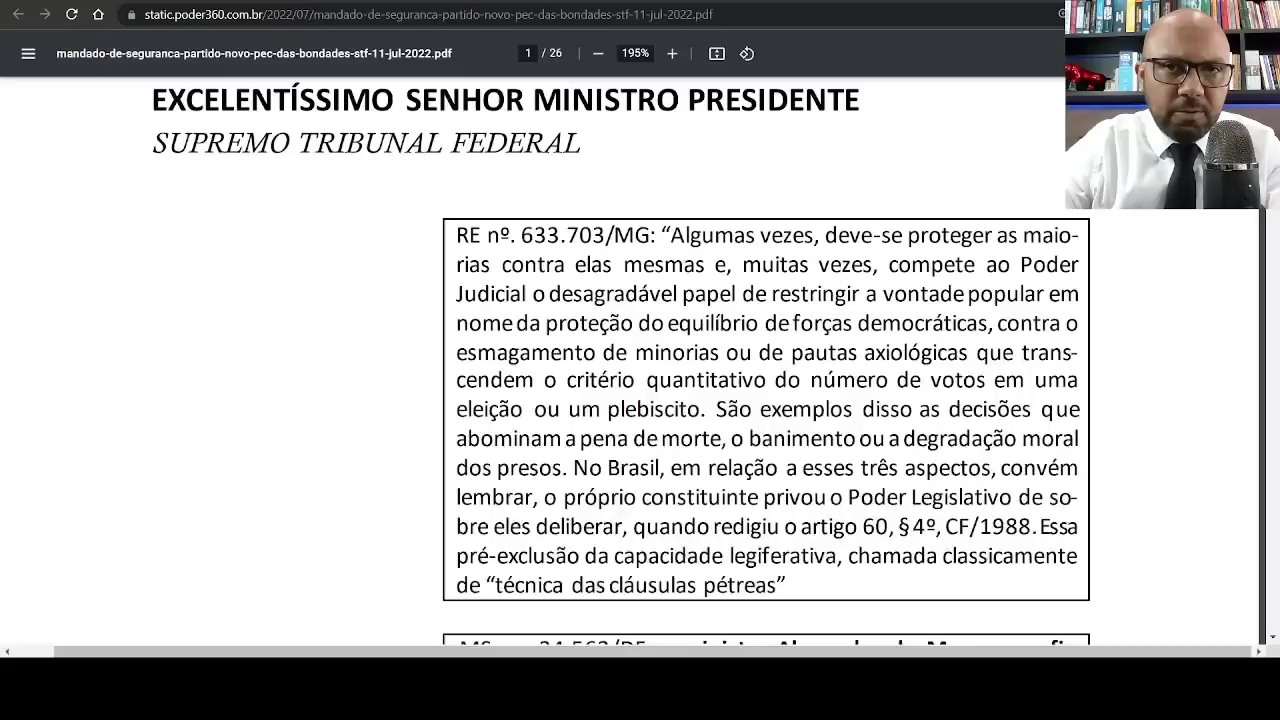 static.poder360.com.br/2022/07/mandado-de-seguranca-partido-novo-pec-das-bondades-stf-11-jul-2022.pdf
mandado-de-seguranca-partido-novo-pec-das-bondades-stf-11-jul-2022.pdf
1 / 26
195%
EXCELENTÍSSIMO SENHOR MINISTRO PRESIDENTE
SUPREMO TRIBUNAL FEDERAL
RE nº. 633.703/MG: “Algumas vezes, deve-se proteger as maio-
rias contra elas mesmas e, muitas vezes, compete ao Poder
Judicial o desagradável papel de restringir a vontade popular em
nome da proteção do equilíbrio de forças democráticas, contra o
esmagamento de minorias ou de pautas axiológicas que trans-
cendem o critério quantitativo do número de votos em uma
eleição ou um plebiscito. São exemplos disso as decisões que
abominam a pena de morte, o banimento ou a degradação moral
dos presos. No Brasil, em relação a esses três aspectos, convém
lembrar, o próprio constituinte privou o Poder Legislativo de so-
bre eles deliberar, quando redigiu o artigo 60, § 4º, CF/1988. Essa
pré-exclusão da capacidade legiferativa, chamada classicamente
de “técnica das cláusulas pétreas”